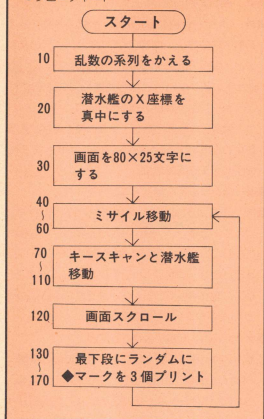 スタート
10
乱数の系列をかえる
20
潜水艦のX座標を
真中にする
30
画面を80×25文字に
する
40
〜
60
ミサイル移動
70
〜
110
キースキャンと潜水艦
移動
120
画面スクロール
130
〜
170
最下段にランダムに
◆マークを3個プリント